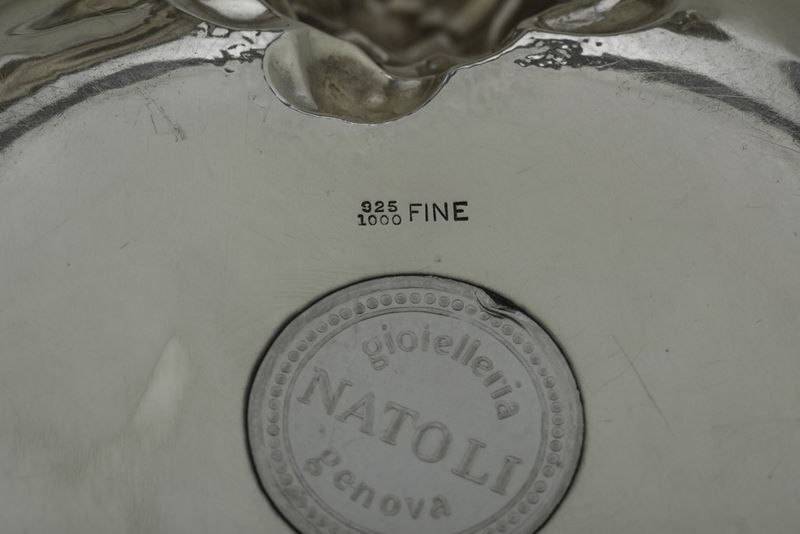 925
1000 FINE
gioielleria
NATOLI
genova